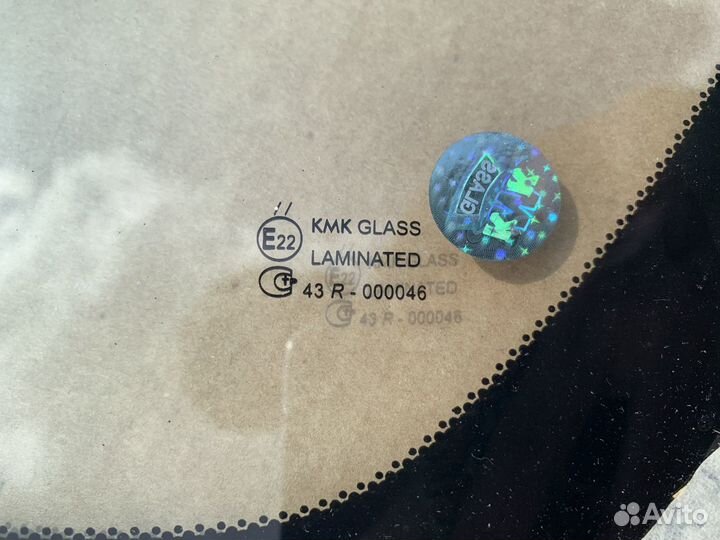 E22 KMK GLASS
LAMINATED
43 R - 000046
KMK
GLASS
Avito